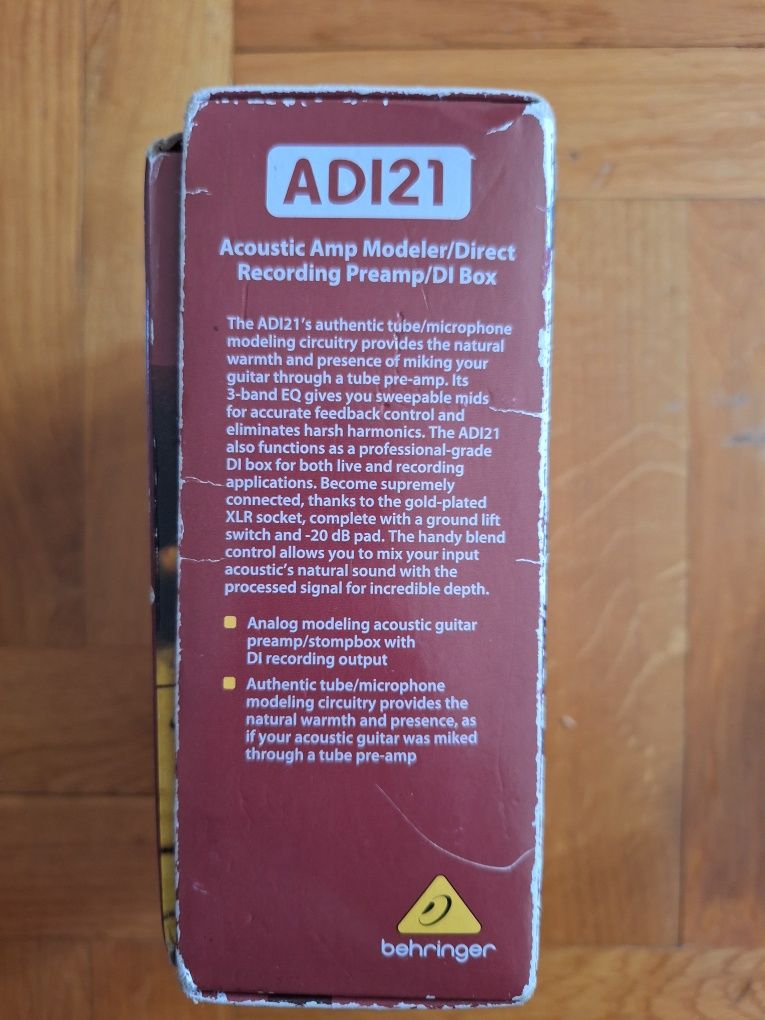 ADI21
Acoustic Amp Modeler/Direct
Recording Preamp/DI Box
The ADI21's authentic tube/microphone
modeling circuitry provides the natural
warmth and presence of miking your
guitar through a tube pre-amp. Its
3-band EQ gives you sweepable mids
for accurate feedback control and
eliminates harsh harmonics. The ADI21
also functions as a professional-grade
DI box for both live and recording
applications. Become supremely
connected, thanks to the gold-plated
XLR socket, complete with a ground lift
switch and -20 dB pad. The handy blend
control allows you to mix your input
acoustic's natural sound with the
processed signal for incredible depth.
Analog modeling acoustic guitar
preamp/stompbox with
DI recording output
Authentic tube/microphone
modeling circuitry provides the
natural warmth and presence, as
if your acoustic guitar was miked
through a tube pre-amp
behringer